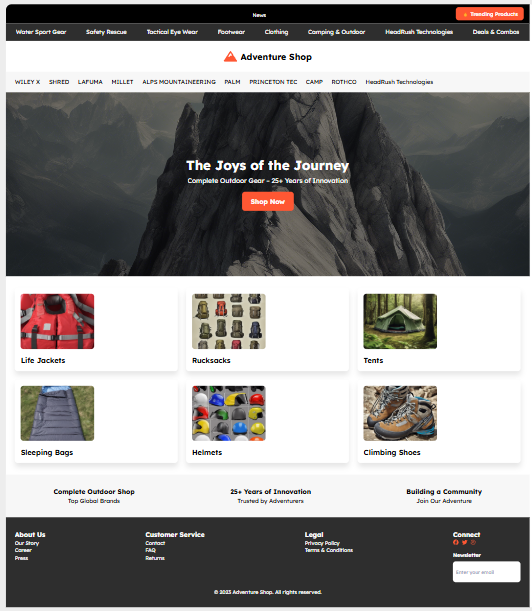 News
Trending Products
Water Sport Gear Safety Rescue Tactical Eye Wear Footwear Clothing Camping & Outdoor HeadRush Technologies Deals & Combos
Adventure Shop
WILEY X SHRED LAFUMA MILLET ALPS MOUNTAINEERING PALM PRINCETON TEC CAMP ROTHCO HeadRush Technologies
The Joys of the Journey
Complete Outdoor Gear - 25+ Years of Innovation
Shop Now
Life Jackets
Rucksacks
Tents
Sleeping Bags
Helmets
Climbing Shoes
Complete Outdoor Shop
Top Global Brands
25+ Years of Innovation
Trusted by Adventurers
Building a Community
Join Our Adventure
About Us
Our Story
Career
Press
Customer Service
Contact
FAQ
Returns
Legal
Privacy Policy
Terms & Conditions
Connect
Newsletter
Enter your email
© 2023 Adventure Shop. All rights reserved.